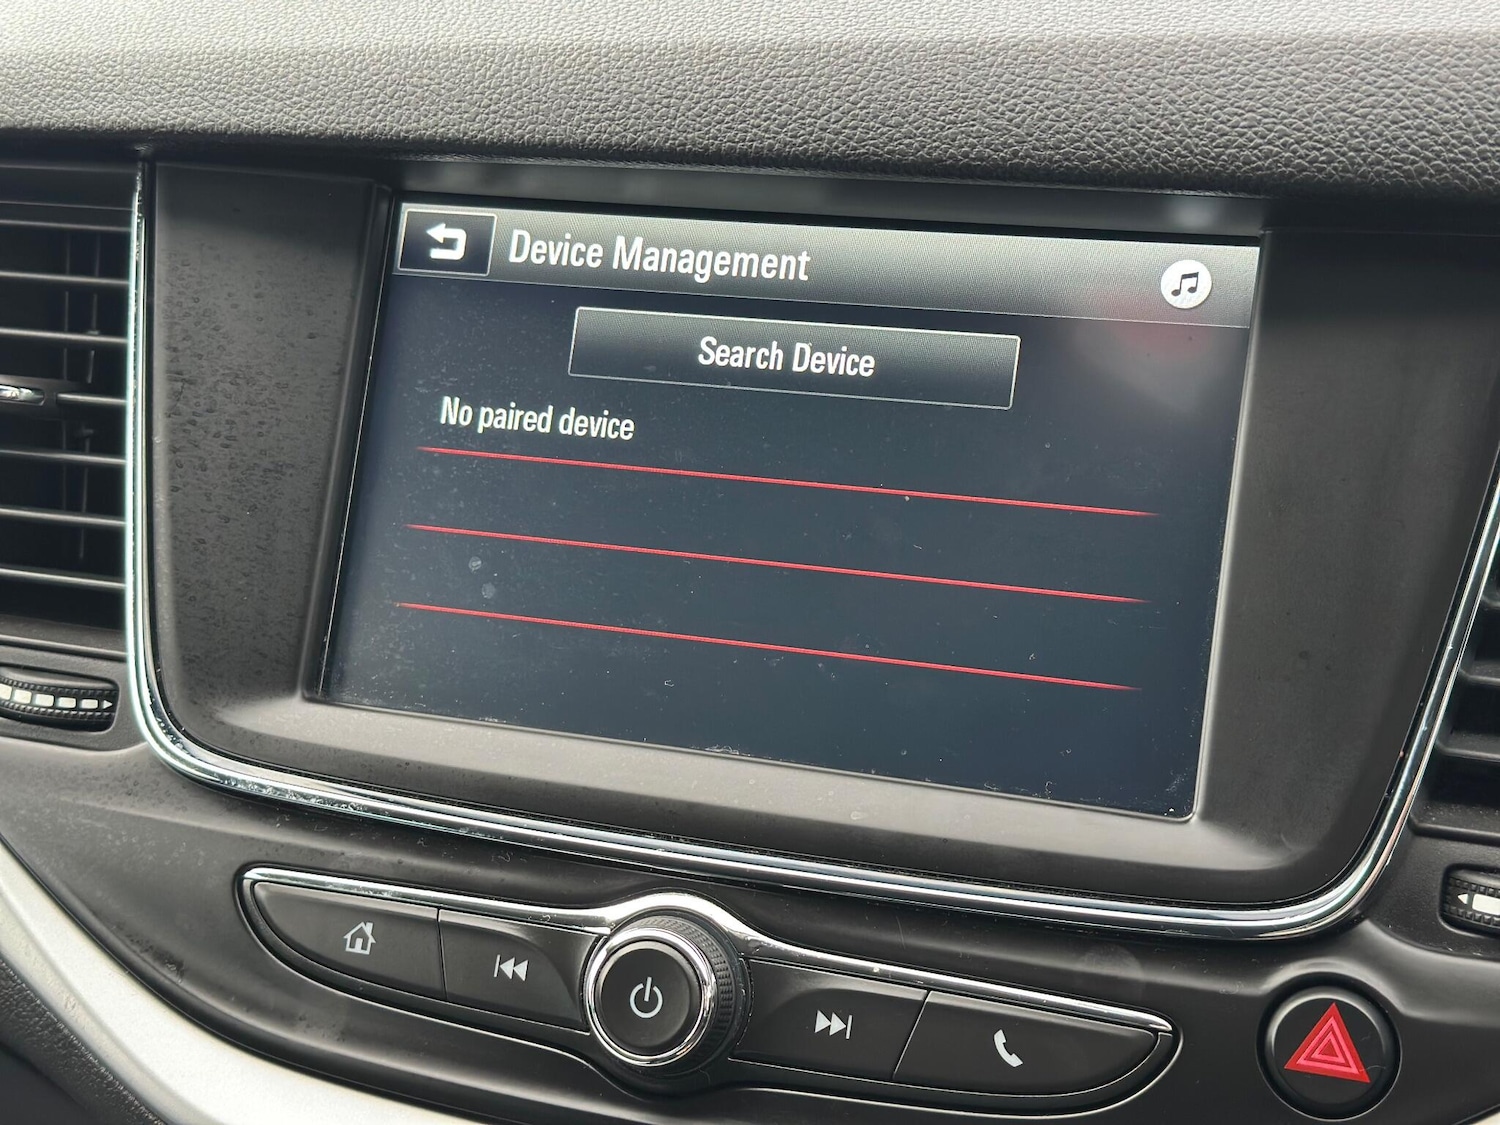 Device Management
Search Device
No paired device